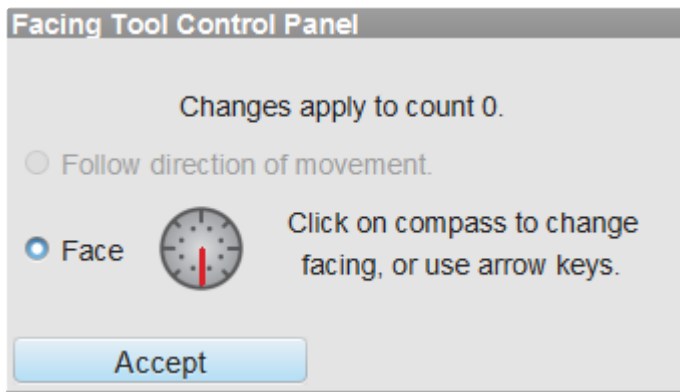 Facing Tool Control Panel
Changes apply to count 0.
Follow direction of movement.
Face
Click on compass to change
facing, or use arrow keys.
Accept